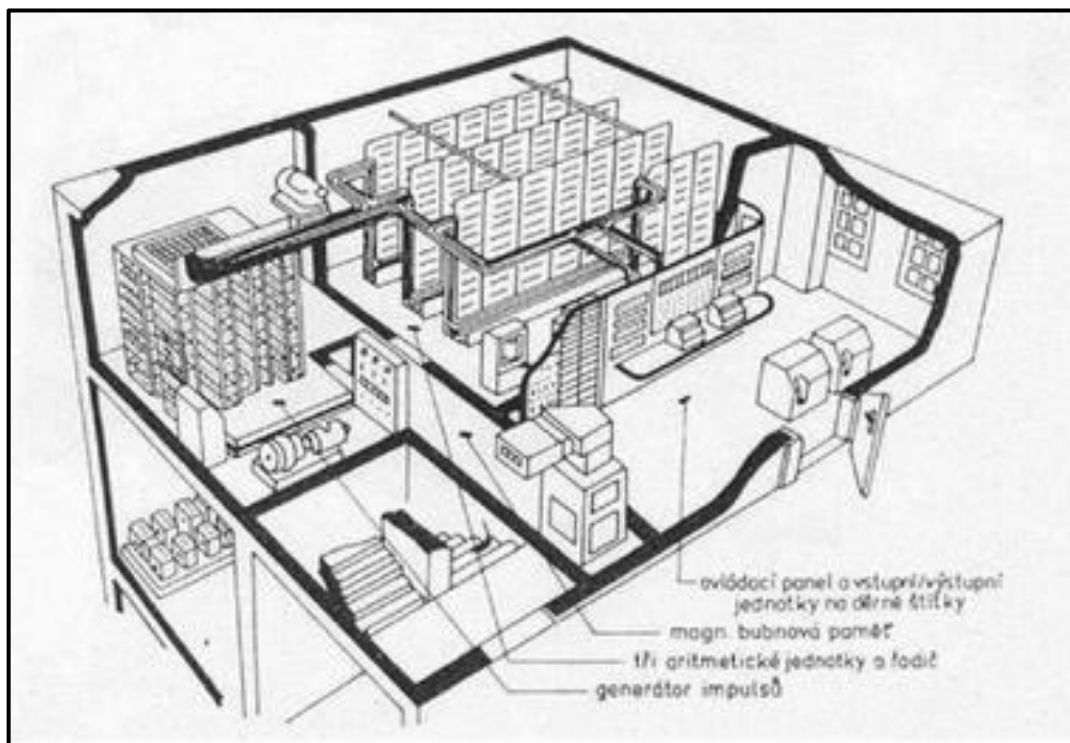 ovládací panel a vstupní/výstupní
jednotky na děrné štítky
magn. bubnová paměť
tři aritmetické jednotky a řadič
generátor impulsů